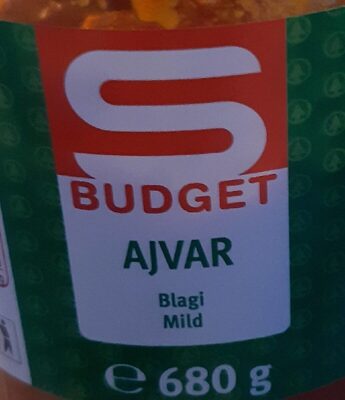 S
BUDGET
AJVAR
Blagi
Mild
℮ 680 g